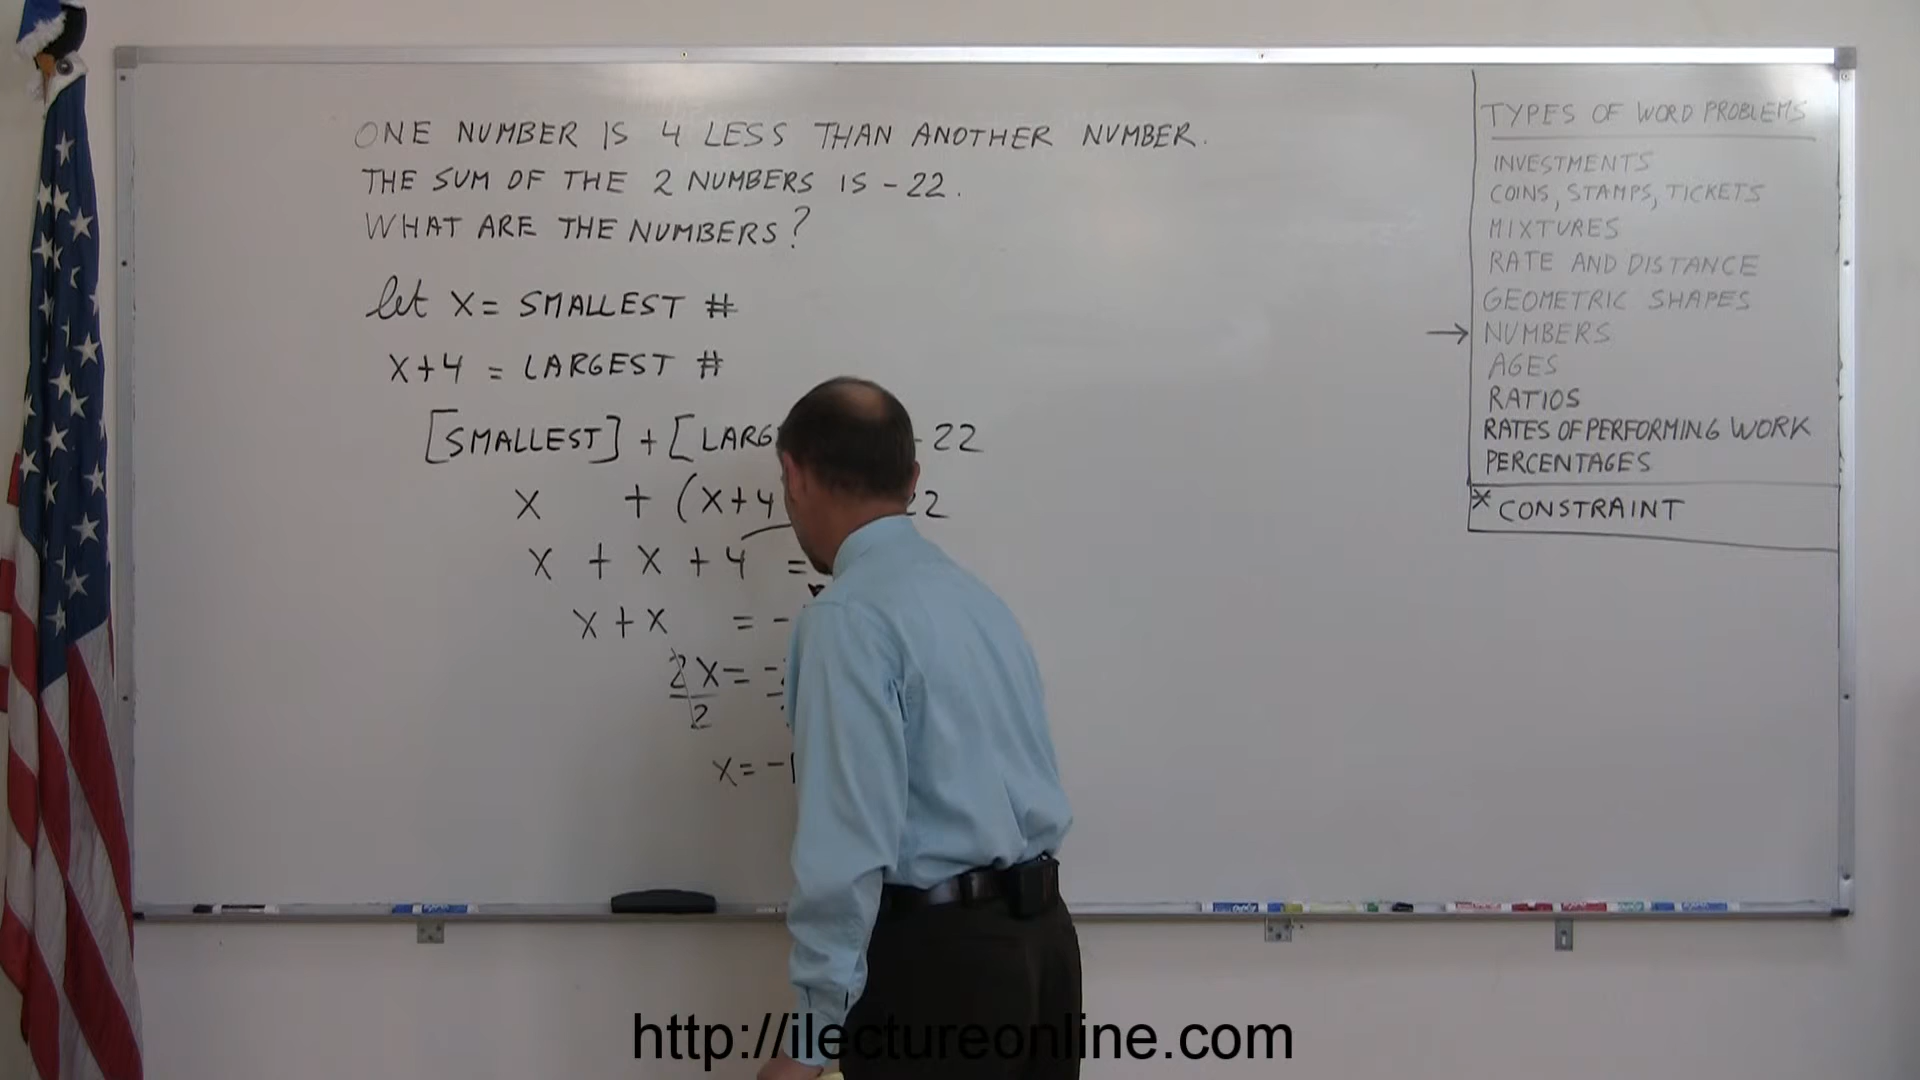 ONE NUMBER IS 4 LESS THAN ANOTHER NUMBER.
THE SUM OF THE 2 NUMBERS IS -22.
WHAT ARE THE NUMBERS?
let X = SMALLEST #
X+4 = LARGEST #
[SMALLEST] + [LARG 22
X + (X+4 22
X + X + 4 =
X + X = -
2X = -
2
X = -1
TYPES OF WORD PROBLEMS
INVESTMENTS
COINS, STAMPS, TICKETS
MIXTURES
RATE AND DISTANCE
GEOMETRIC SHAPES
→ NUMBERS
AGES
RATIOS
RATES OF PERFORMING WORK
PERCENTAGES
* CONSTRAINT
http://ilectureonline.com